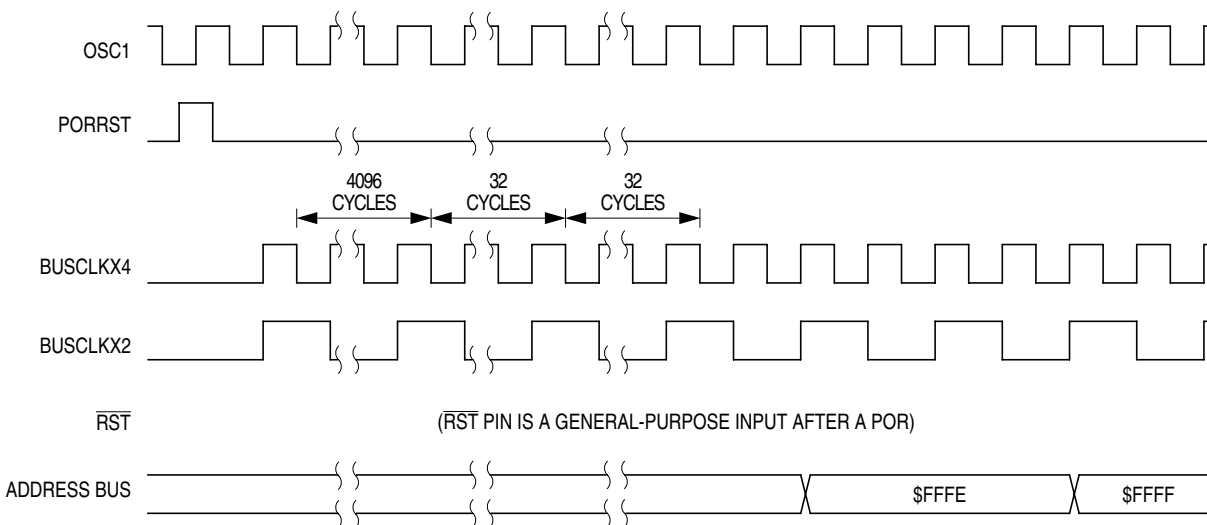 OSC1
PORRST
4096
CYCLES
32
CYCLES
32
CYCLES
BUSCLKX4
BUSCLKX2
RST
(RST PIN IS A GENERAL-PURPOSE INPUT AFTER A POR)
ADDRESS BUS
$FFFE
$FFFF